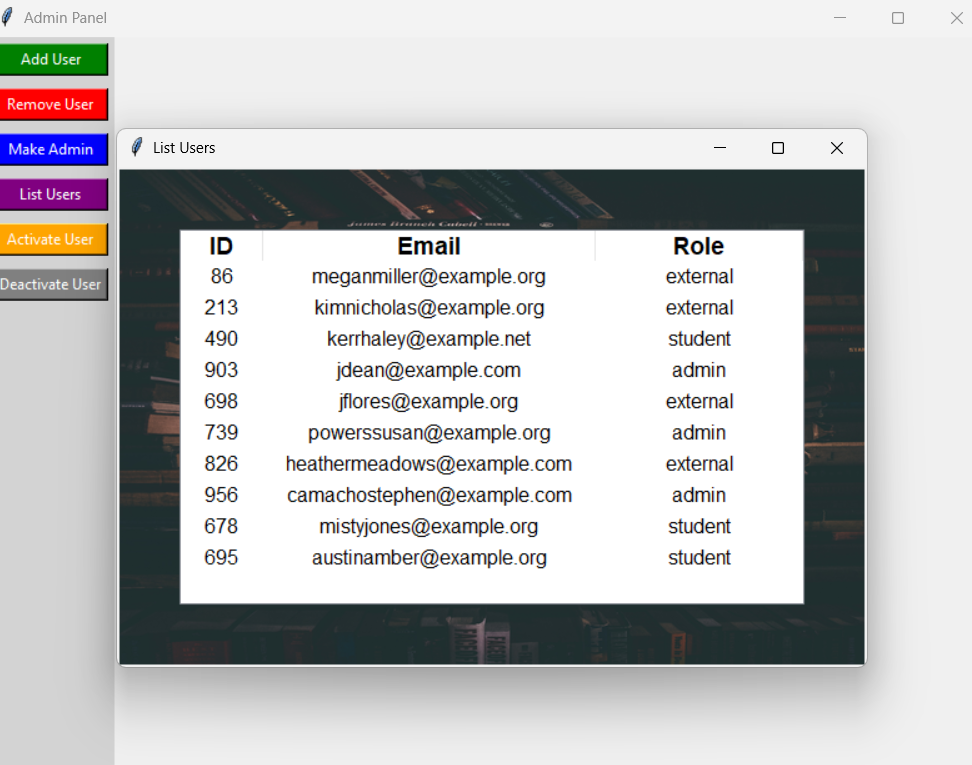 Admin Panel
Add User
Remove User
Make Admin
List Users
Activate User
Deactivate User
List Users
James Branch Cabell
ID Email Role
86 meganmiller@example.org external
213 kimnicholas@example.org external
490 kerrhaley@example.net student
903 jdean@example.com admin
698 jflores@example.org external
739 powerssusan@example.org admin
826 heathermeadows@example.com external
956 camachostephen@example.com admin
678 mistyjones@example.org student
695 austinamber@example.org student